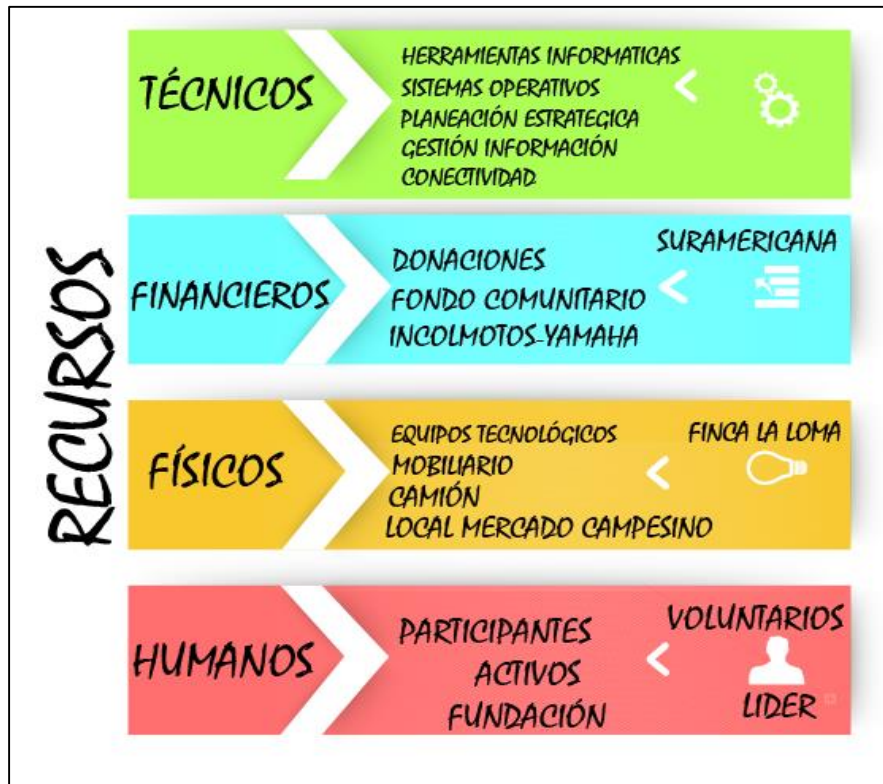 RECURSOS
TÉCNICOS
HERRAMIENTAS INFORMATICAS
SISTEMAS OPERATIVOS
PLANEACIÓN ESTRATEGICA
GESTIÓN INFORMACIÓN
CONECTIVIDAD
FINANCIEROS
DONACIONES
FONDO COMUNITARIO
INCOLMOTOS-YAMAHA
SURAMERICANA
FÍSICOS
EQUIPOS TECNOLÓGICOS
MOBILIARIO
CAMIÓN
LOCAL MERCADO CAMPESINO
FINCA LA LOMA
HUMANOS
PARTICIPANTES
ACTIVOS
FUNDACIÓN
VOLUNTARIOS
LIDER